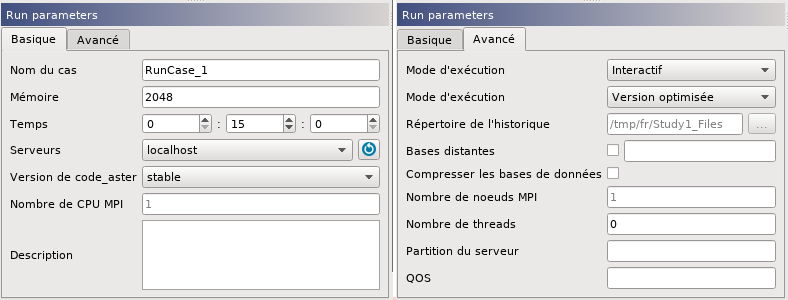 Run parameters
Basique
Avancé
Nom du cas
RunCase_1
Mémoire
2048
Temps
0 : 15 : 0
Serveurs
localhost
Version de code_aster
stable
Nombre de CPU MPI
1
Description
Run parameters
Basique
Avancé
Mode d'exécution
Interactif
Mode d'exécution
Version optimisée
Répertoire de l'historique
/tmp/fr/Study1_Files
...
Bases distantes
Compresser les bases de données
Nombre de noeuds MPI
1
Nombre de threads
0
Partition du serveur
QOS